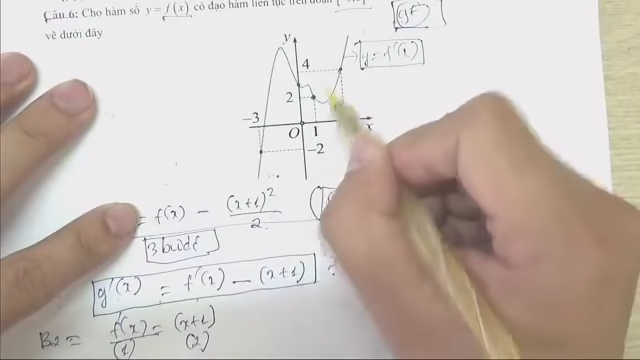 Câu 6: Cho hàm số y = f(x) có đạo hàm liên tục trên đoạn
vẽ dưới đây
y
4
y = f'(x)
2
-3
O
1
x
-2
= f(x) - (x+1)²/2
3 bước
g'(x) = f'(x) - (x+1)
B2 = f'(x) = (x+1)
(1) (2)